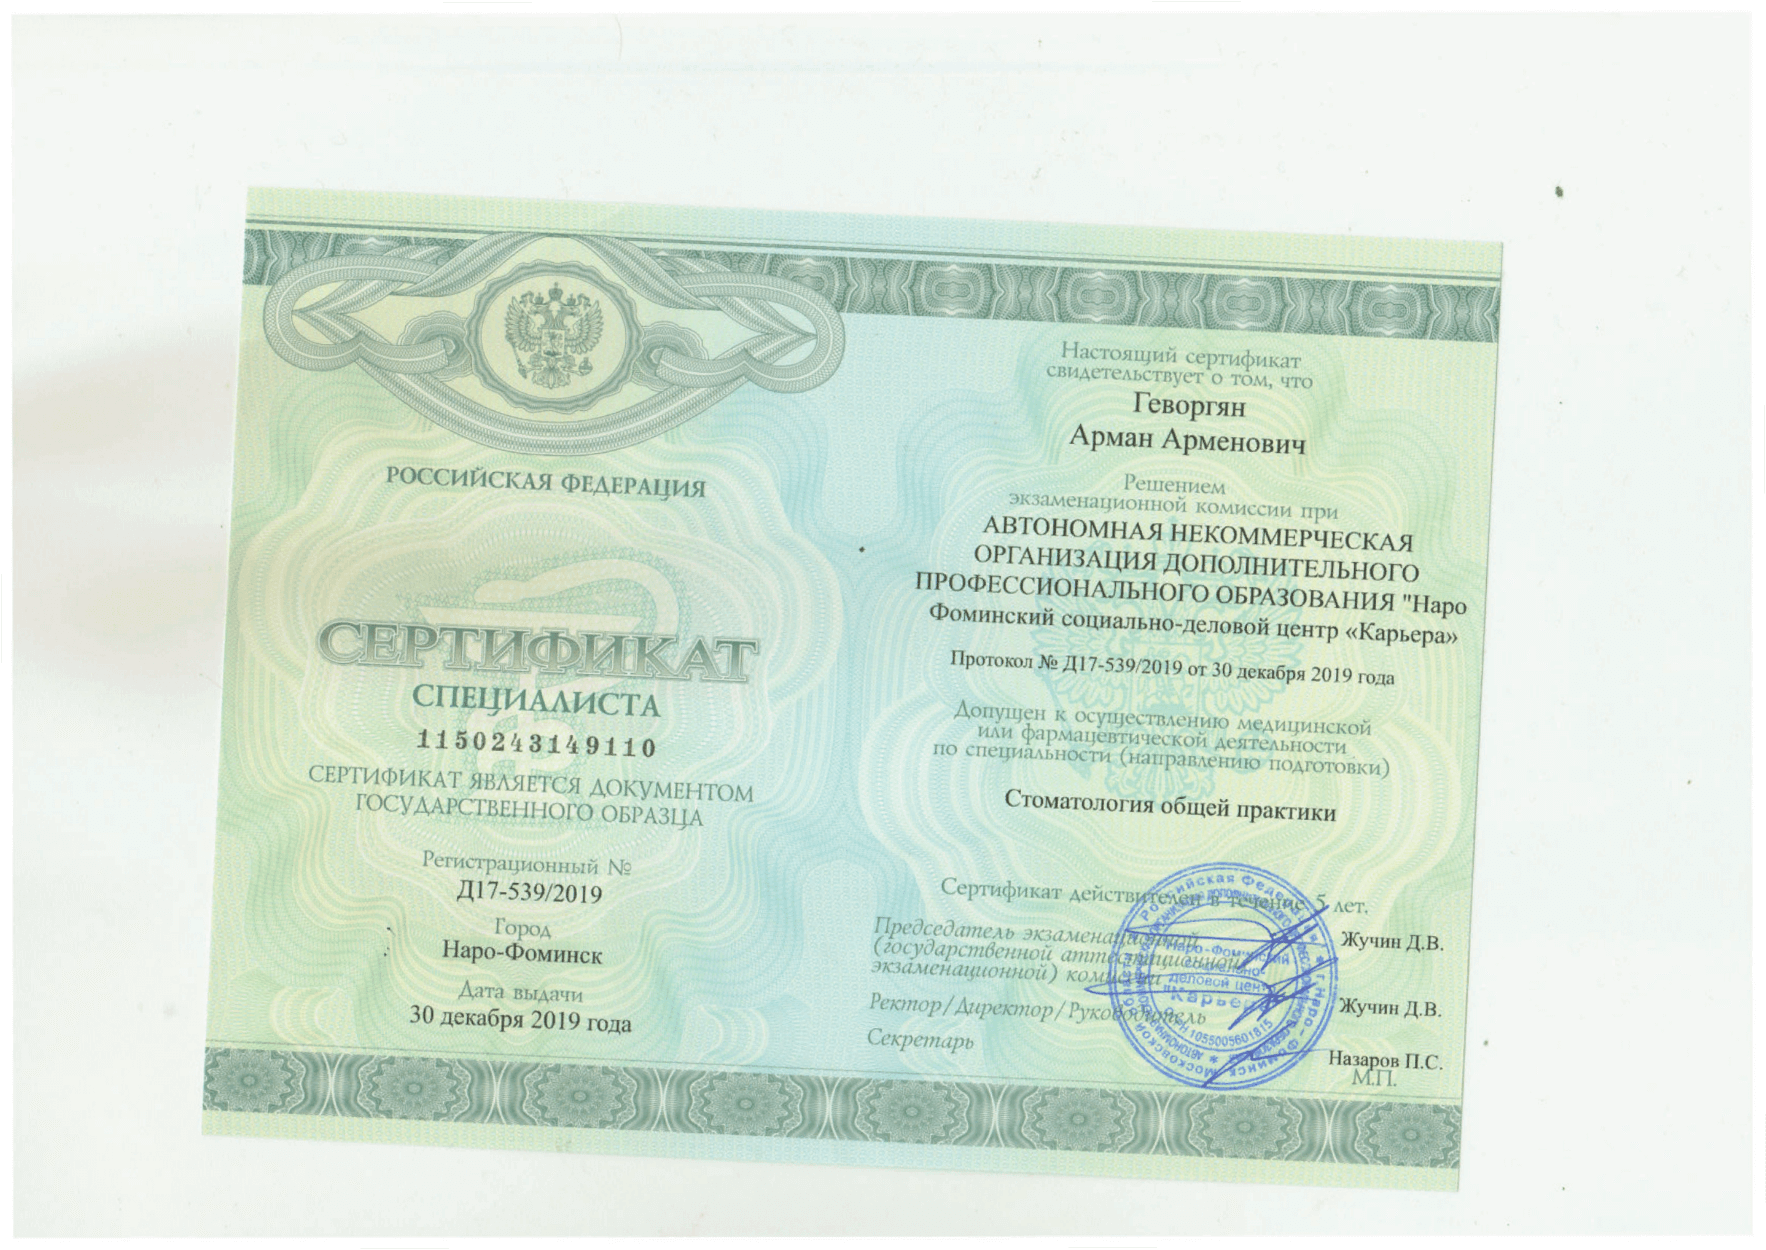 РОССИЙСКАЯ ФЕДЕРАЦИЯ
СЕРТИФИКАТ
СПЕЦИАЛИСТА
1150243149110
СЕРТИФИКАТ ЯВЛЯЕТСЯ ДОКУМЕНТОМ
ГОСУДАРСТВЕННОГО ОБРАЗЦА
Регистрационный №
Д17-539/2019
Город
Наро-Фоминск
Дата выдачи
30 декабря 2019 года
Настоящий сертификат
свидетельствует о том, что
Геворгян
Арман Арменович
Решением
экзаменационной комиссии при
АВТОНОМНАЯ НЕКОММЕРЧЕСКАЯ
ОРГАНИЗАЦИЯ ДОПОЛНИТЕЛЬНОГО
ПРОФЕССИОНАЛЬНОГО ОБРАЗОВАНИЯ "Наро
Фоминский социально-деловой центр «Карьера»
Протокол № Д17-539/2019 от 30 декабря 2019 года
Допущен к осуществлению медицинской
или фармацевтической деятельности
по специальности (направлению подготовки)
Стоматология общей практики
Сертификат действителен в течение 5 лет.
Председатель экзаменационной
(государственной аттестационной
экзаменационной) комиссии
Жучин Д.В.
Ректор/Директор/Руководитель
Жучин Д.В.
Секретарь
Назаров П.С.
М.П.
Наро-Фоминский
социально-
деловой центр
"Карьера"
ОГРН 1055005601815